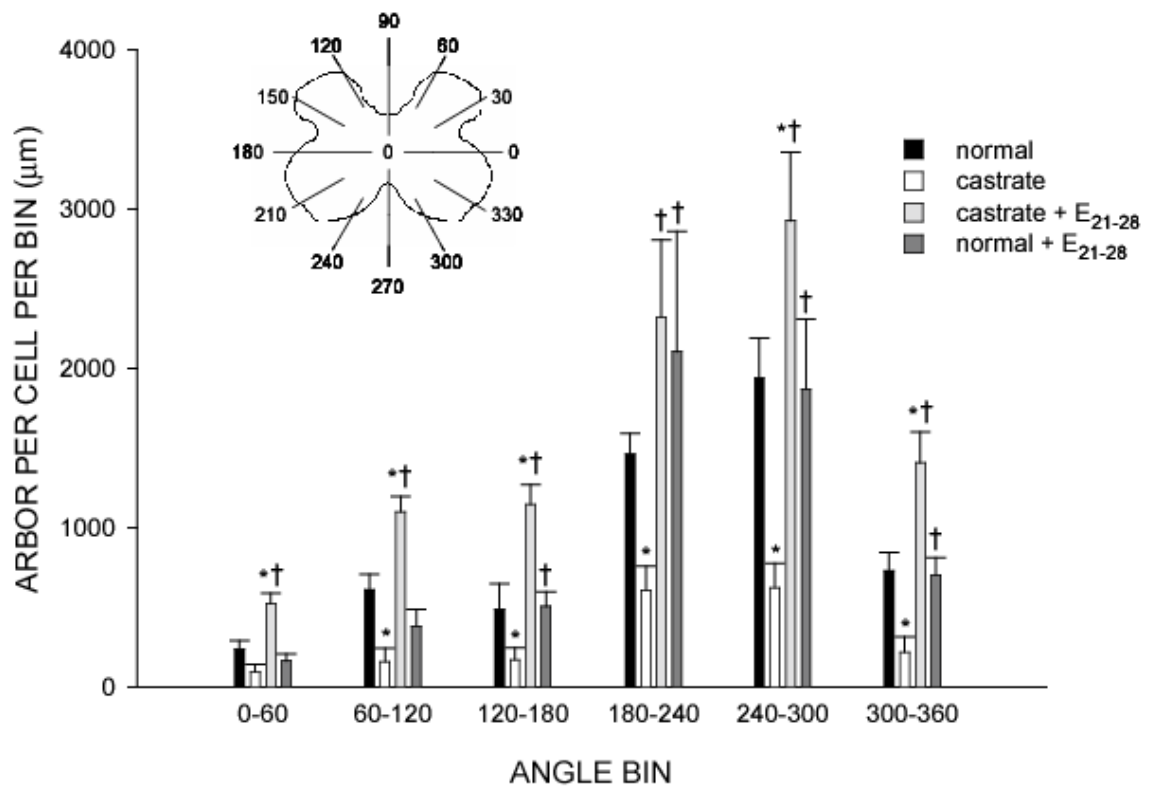 90
120 60
150 30
180 0 0
210 330
240 300
270
4000
3000
2000
1000
0
ARBOR PER CELL PER BIN (µm)
normal
castrate
castrate + E21-28
normal + E21-28
*† *† *† * † † * *† † * *† †
* * †
0-60 60-120 120-180 180-240 240-300 300-360
ANGLE BIN